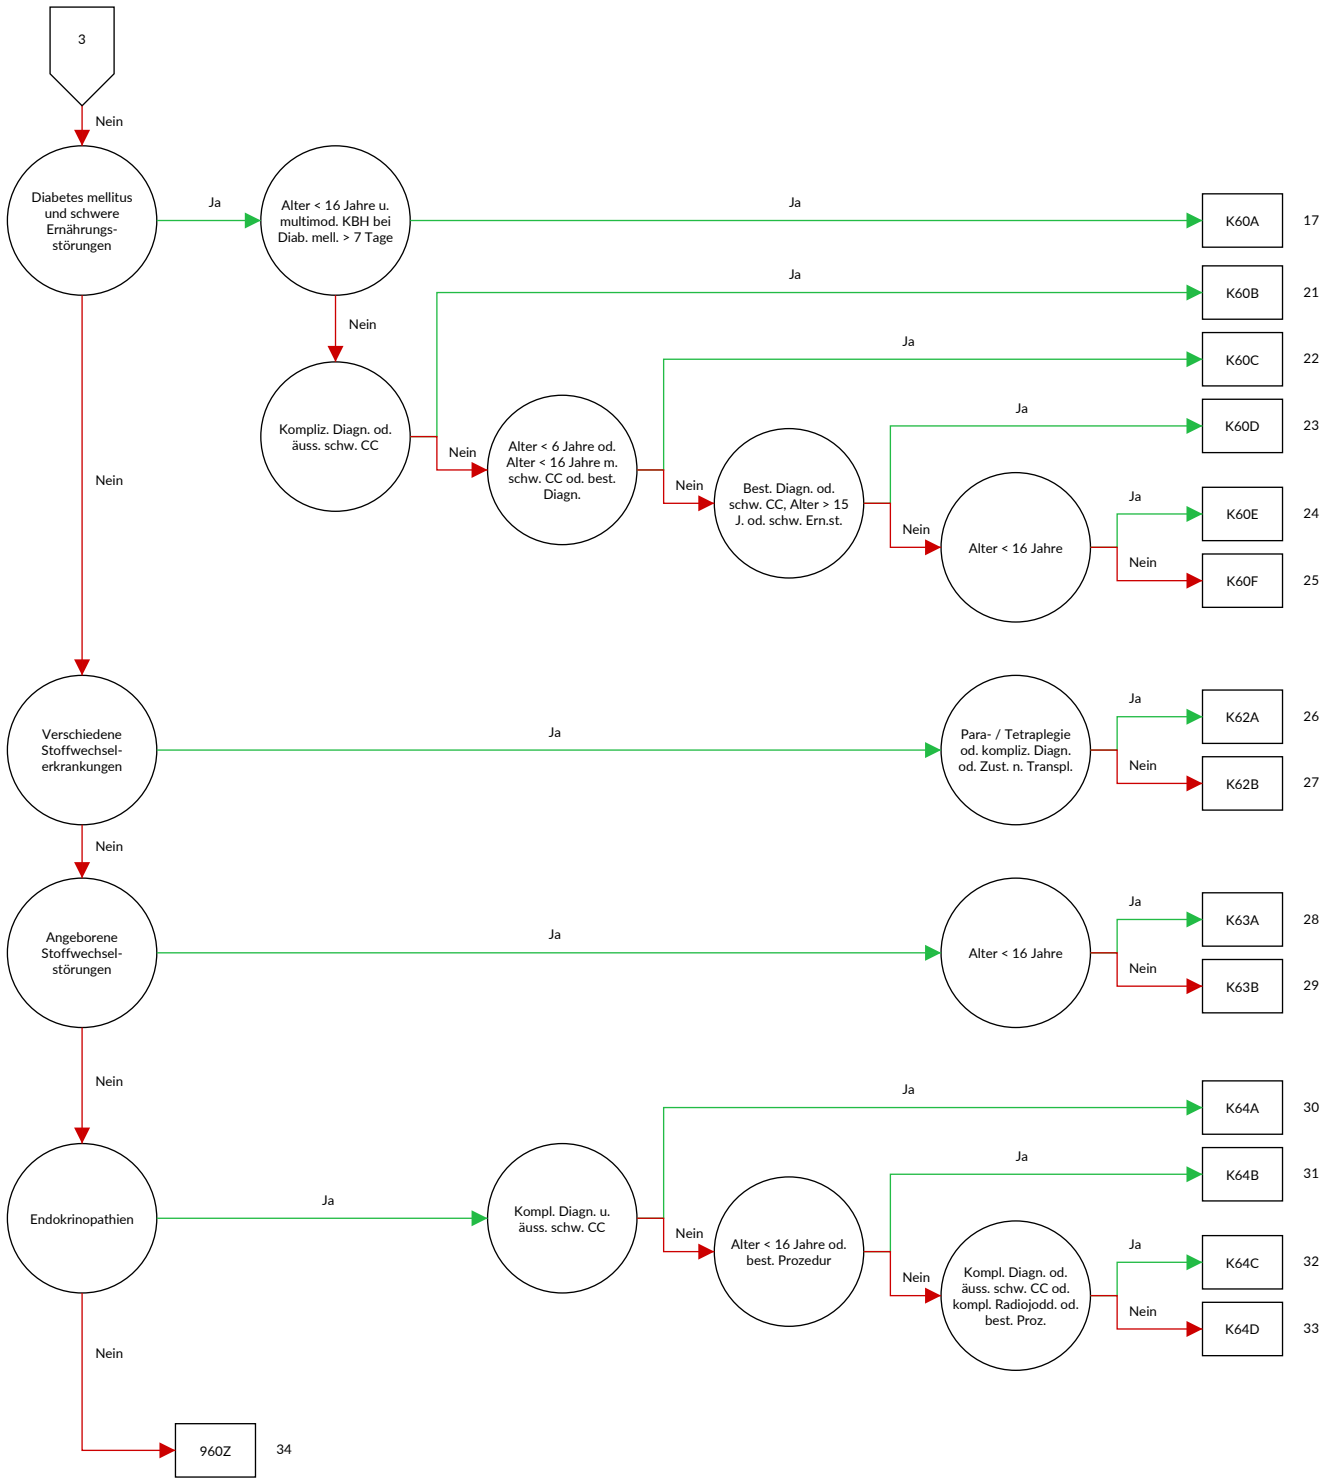 3
Nein
Diabetes mellitus
und schwere
Ernährungs-
störungen
Ja
Alter < 16 Jahre u.
multimod. KBH bei
Diab. mell. > 7 Tage
Ja
K60A
17
Ja
K60B
21
Nein
Ja
K60C
22
Kompliz. Diagn. od.
äuss. schw. CC
Nein
Alter < 6 Jahre od.
Alter < 16 Jahre m.
schw. CC od. best.
Diagn.
Ja
K60D
23
Nein
Nein
Best. Diagn. od.
schw. CC, Alter > 15
J. od. schw. Ern.st.
Nein
Alter < 16 Jahre
Ja
K60E
24
Nein
K60F
25
Verschiedene
Stoffwechsel-
erkrankungen
Ja
Para- / Tetraplegie
od. kompliz. Diagn.
od. Zust. n. Transpl.
Ja
K62A
26
Nein
K62B
27
Nein
Angeborene
Stoffwechsel-
störungen
Ja
Alter < 16 Jahre
Ja
K63A
28
Nein
K63B
29
Nein
Ja
K64A
30
Endokrinopathien
Ja
Kompl. Diagn. u.
äuss. schw. CC
Ja
K64B
31
Nein
Alter < 16 Jahre od.
best. Prozedur
Nein
Kompl. Diagn. od.
äuss. schw. CC od.
kompl. Radiojodd. od.
best. Proz.
Ja
K64C
32
Nein
K64D
33
Nein
960Z
34